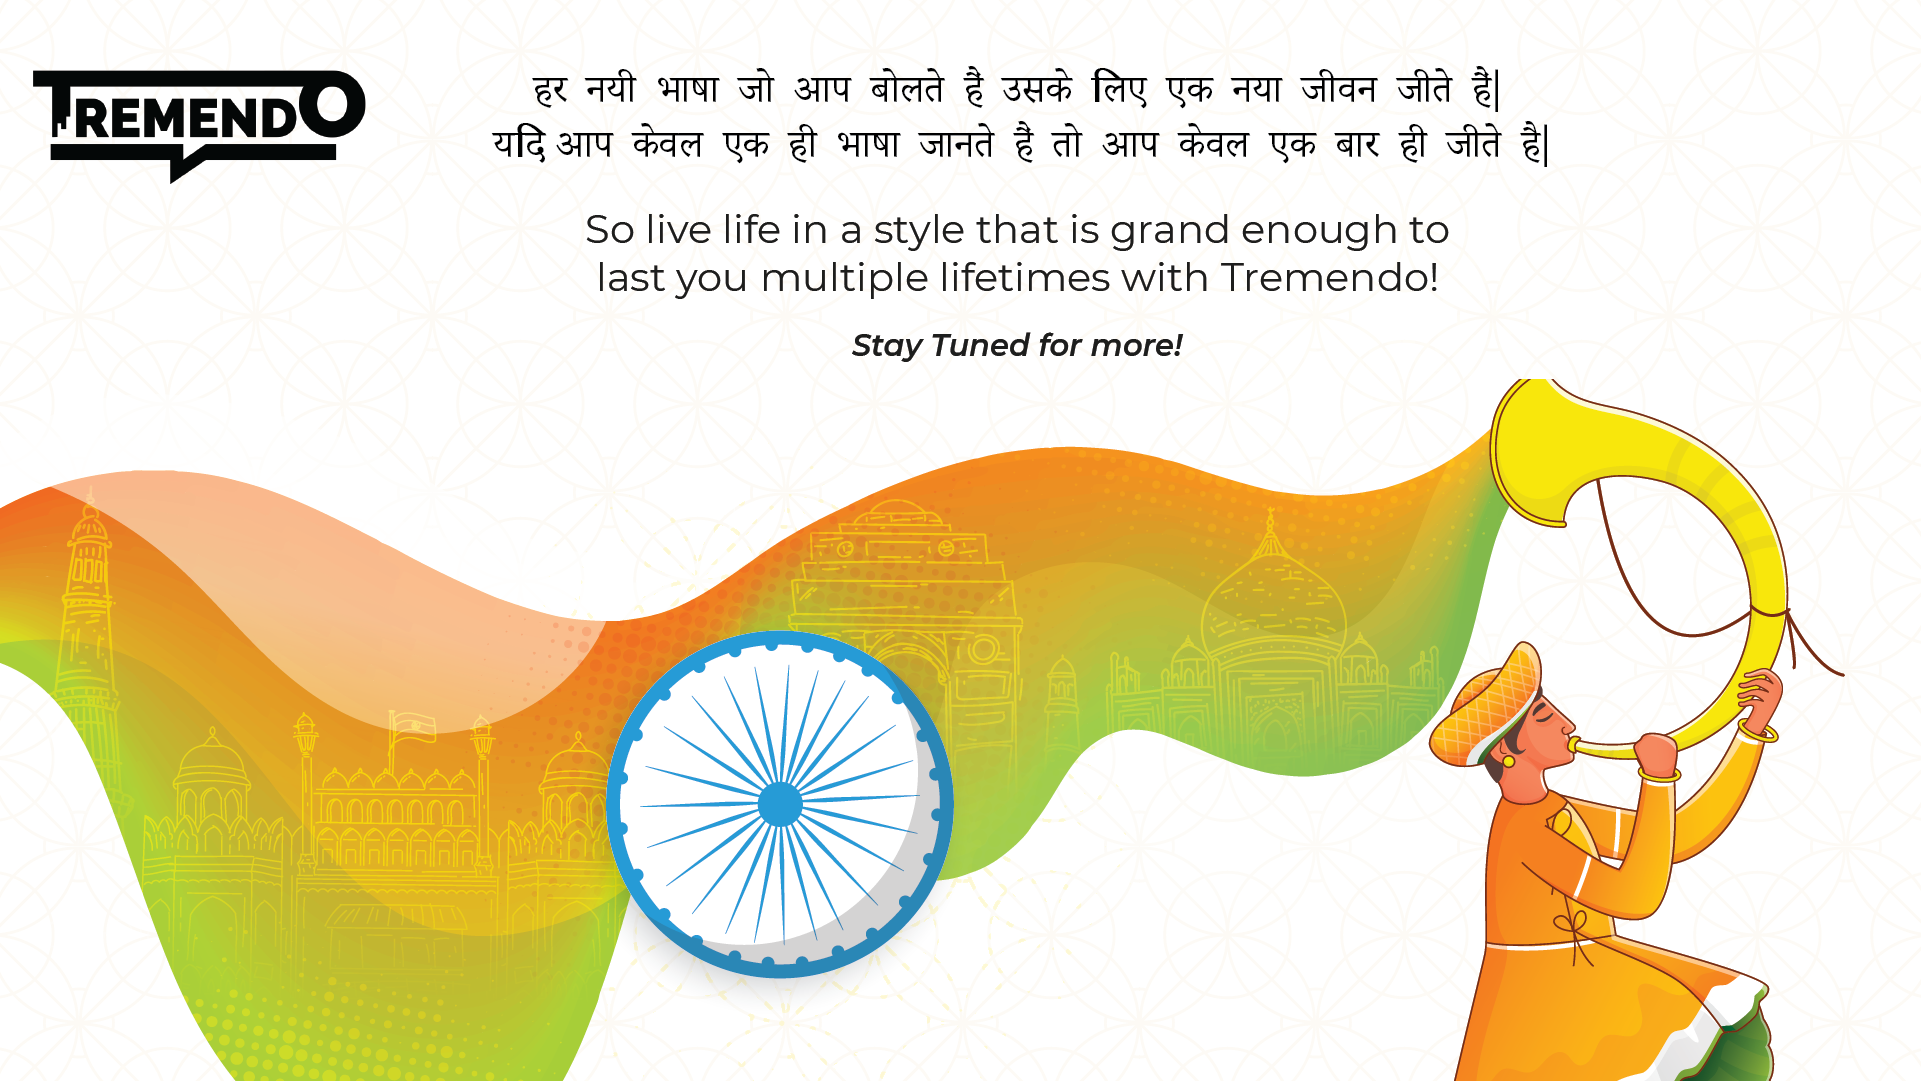 TREMENDO
हर नयी भाषा जो आप बोलते हैं उसके लिए एक नया जीवन जीते हैं|
यदि आप केवल एक ही भाषा जानते हैं तो आप केवल एक बार ही जीते है|
So live life in a style that is grand enough to
last you multiple lifetimes with Tremendo!
Stay Tuned for more!